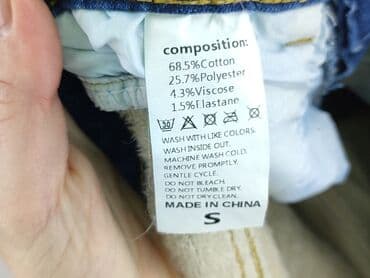 composition:
68.5%Cotton
25.7%Polyester
4.3%Viscose
1.5%Elastane
WASH WITH LIKE COLORS.
WASH INSIDE OUT.
MACHINE WASH COLD.
REMOVE PROMPTLY.
GENTLE CYCLE.
DO NOT BLEACH.
DO NOT TUMBLE DRY.
DO NOT DRY CLEAN.
MADE IN CHINA
S